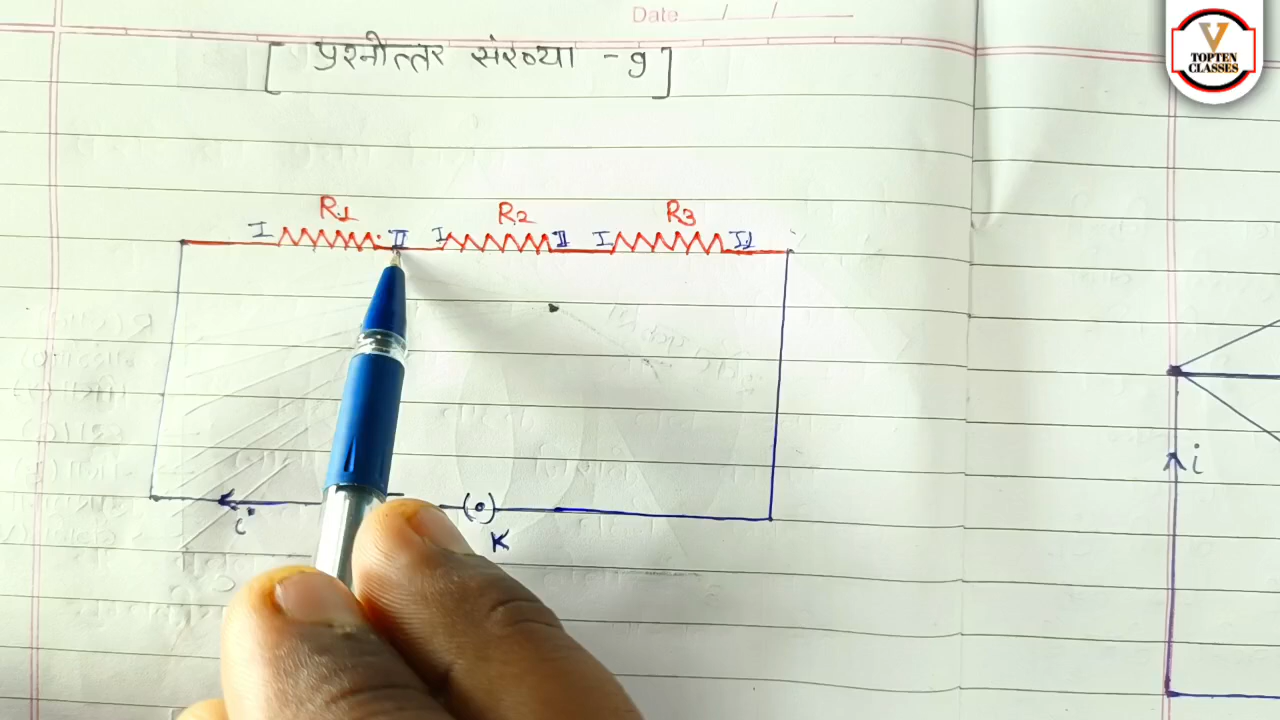 Date / /
[ प्रश्नोत्तर संख्या - 9 ]
V
TOPTEN
CLASSES
R1 R2 R3
I II I II I II
i
i
K